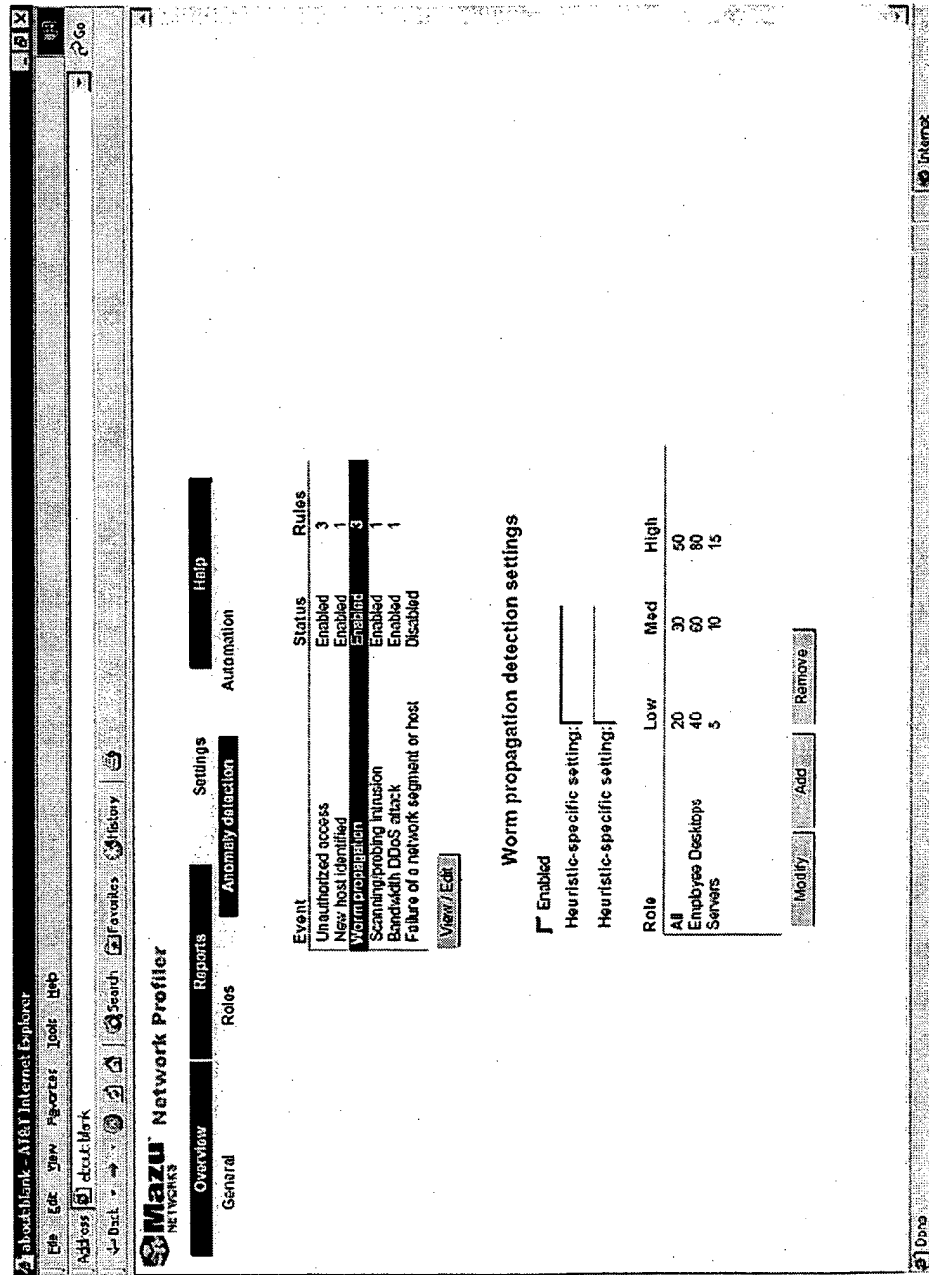 about:blank - AT&T Internet Explorer
File Edit View Favorites Tools Help
Address about:blank Go
Back Search Favorites History
Mazu Network Profiler
NETWORKS
Overview Reports Settings Help
General Roles Anomaly detection Automation
Event Status Rules
Unauthorized access Enabled 3
New host identified Enabled 1
Worm propagation Enabled 3
Scanning/probing intrusion Enabled 1
Bandwidth DDoS attack Enabled 1
Failure of a network segment or host Disabled
View / Edit
Worm propagation detection settings
Enabled
Heuristic-specific setting:
Heuristic-specific setting:
Role Low Med High
All 20 30 50
Employee Desktops 40 60 80
Servers 5 10 15
Modify Add Remove
Done Internet